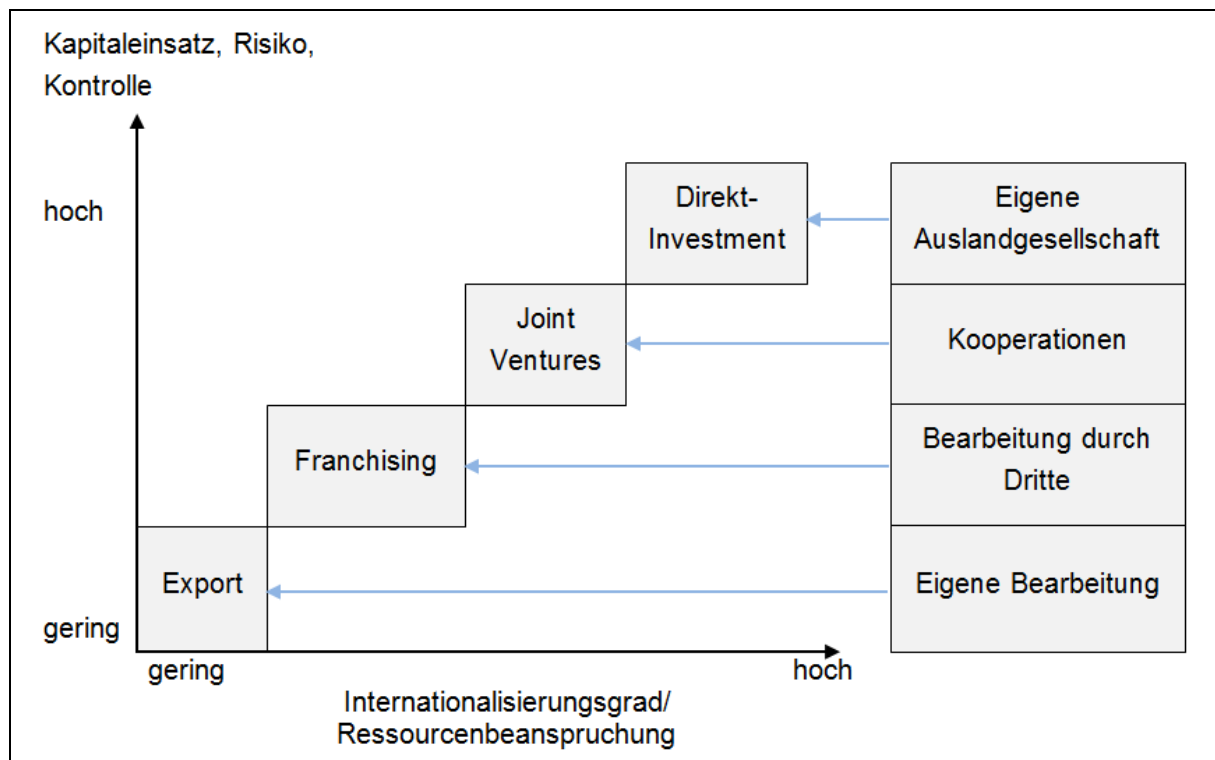 Kapitaleinsatz, Risiko,
Kontrolle
hoch
Direkt-
Investment
Eigene
Auslandgesellschaft
Joint
Ventures
Kooperationen
Franchising
Bearbeitung durch
Dritte
Export
Eigene Bearbeitung
gering
gering
hoch
Internationalisierungsgrad/
Ressourcenbeanspruchung